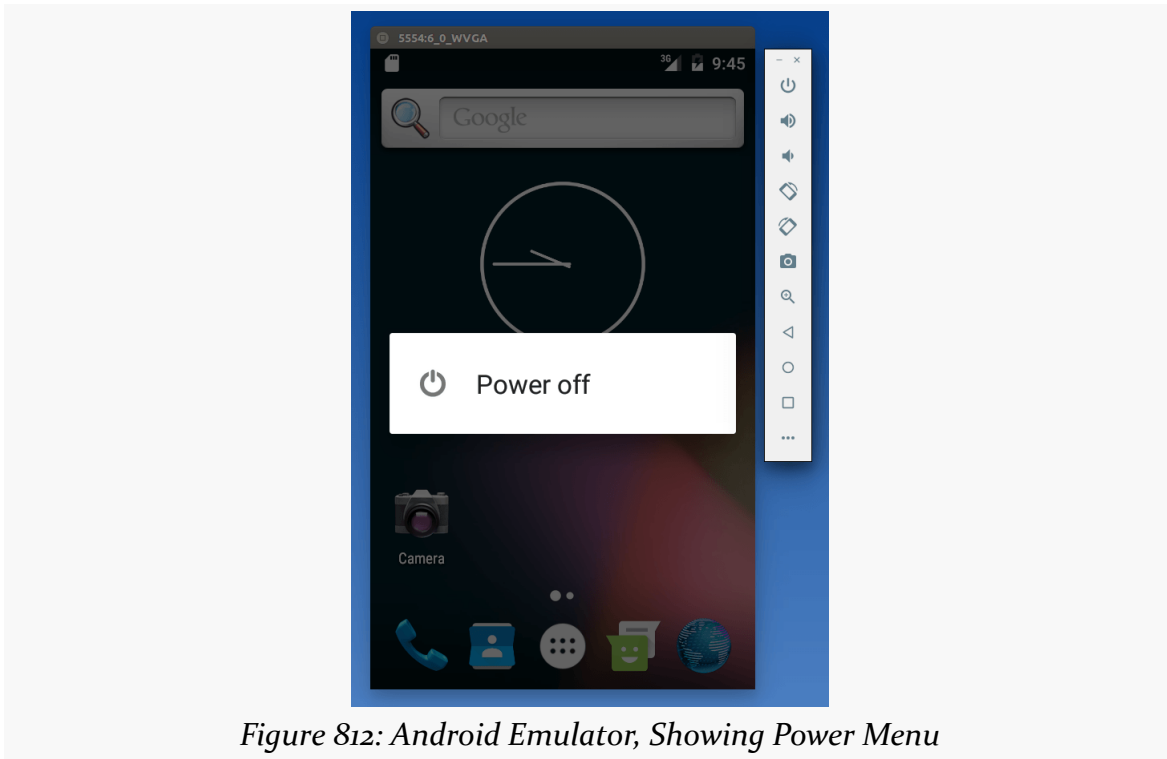 5554:6_0_WVGA
3G 9:45
Google
Power off
Camera
Figure 812: Android Emulator, Showing Power Menu